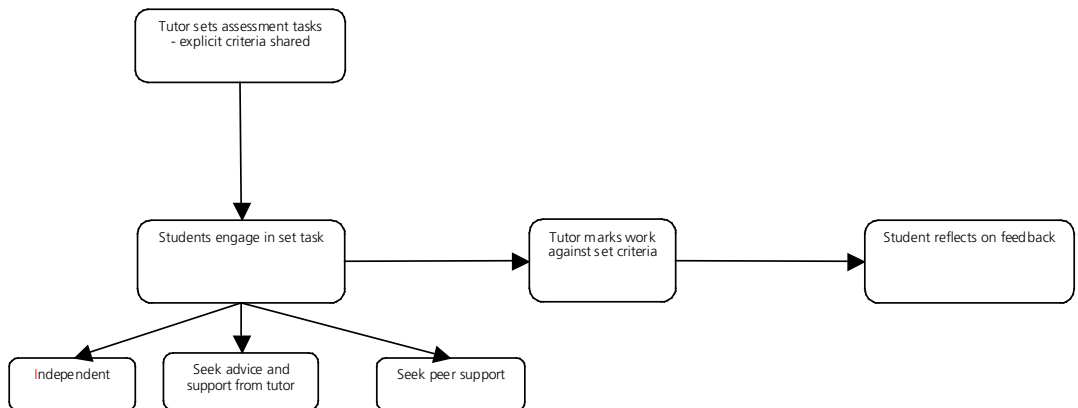 Tutor sets assessment tasks
- explicit criteria shared
Students engage in set task
Tutor marks work
against set criteria
Student reflects on feedback
Independent
Seek advice and
support from tutor
Seek peer support